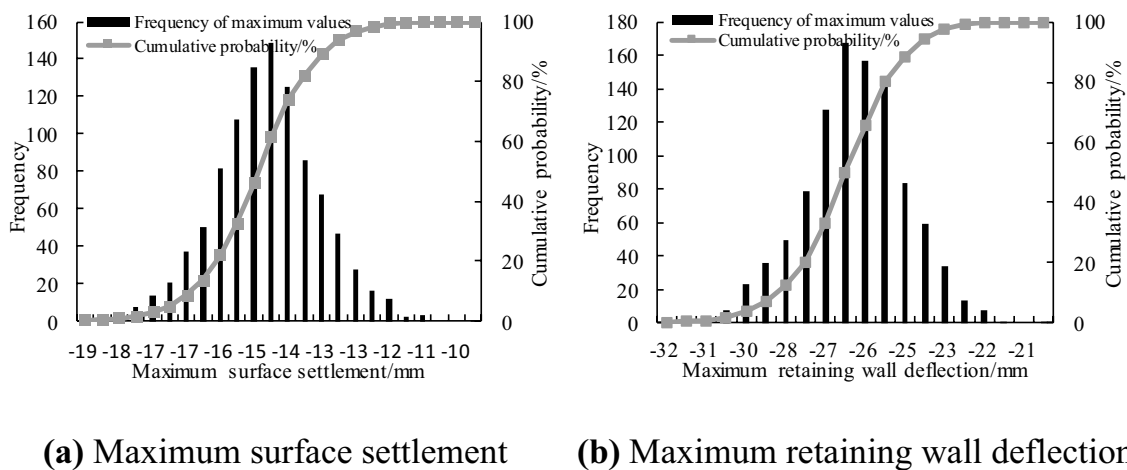 Frequency of maximum values
Cumulative probability/%
160
140
120
100
80
60
40
20
0
Frequency
100
80
60
40
20
0
Cumulative probability/%
-19 -18 -17 -17 -16 -15 -14 -13 -13 -12 -11 -10
Maximum surface settlement/mm
(a) Maximum surface settlement
Frequency of maximum values
Cumulative probability/%
180
160
140
120
100
80
60
40
20
0
Frequency
100
80
60
40
20
0
Cumulative probability/%
-32 -31 -30 -28 -27 -26 -25 -23 -22 -21
Maximum retaining wall deflection/mm
(b) Maximum retaining wall deflection